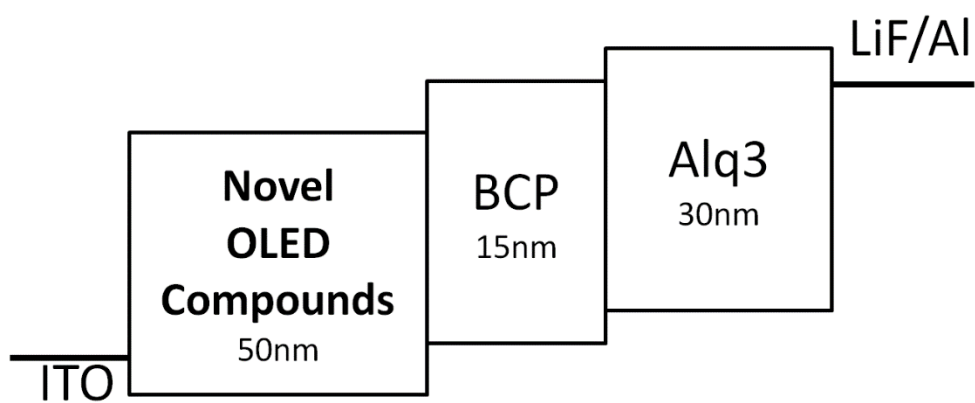 LiF/Al
Novel
OLED
Compounds
50nm
BCP
15nm
Alq3
30nm
ITO